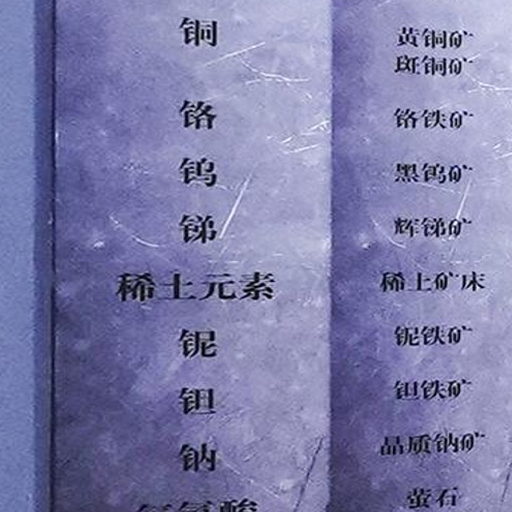 铜 黄铜矿
斑铜矿
铬 铬铁矿
钨 黑钨矿
锑 辉锑矿
稀土元素 稀土矿床
铌 铌铁矿
钽 钽铁矿
钠 晶质钠矿
萤石